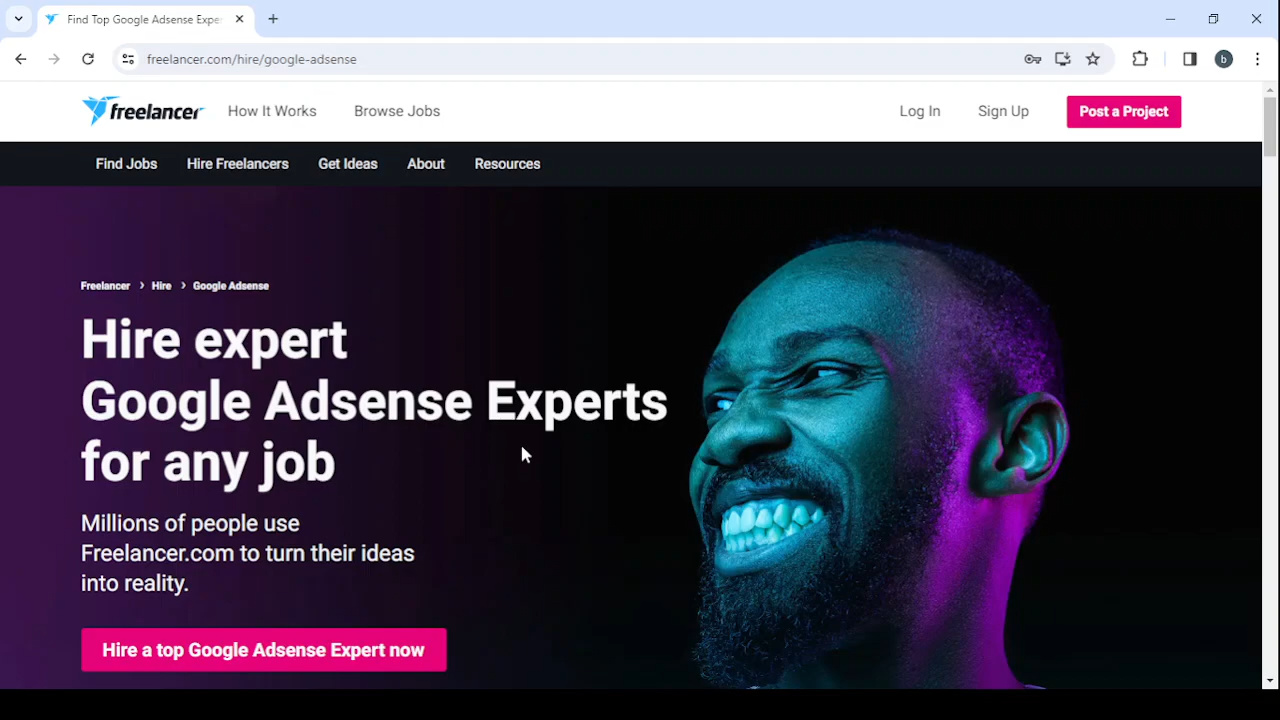 Find Top Google Adsense Expe
freelancer.com/hire/google-adsense
b
freelancer
How It Works
Browse Jobs
Log In
Sign Up
Post a Project
Find Jobs
Hire Freelancers
Get Ideas
About
Resources
Freelancer > Hire > Google Adsense
Hire expert
Google Adsense Experts
for any job
Millions of people use
Freelancer.com to turn their ideas
into reality.
Hire a top Google Adsense Expert now